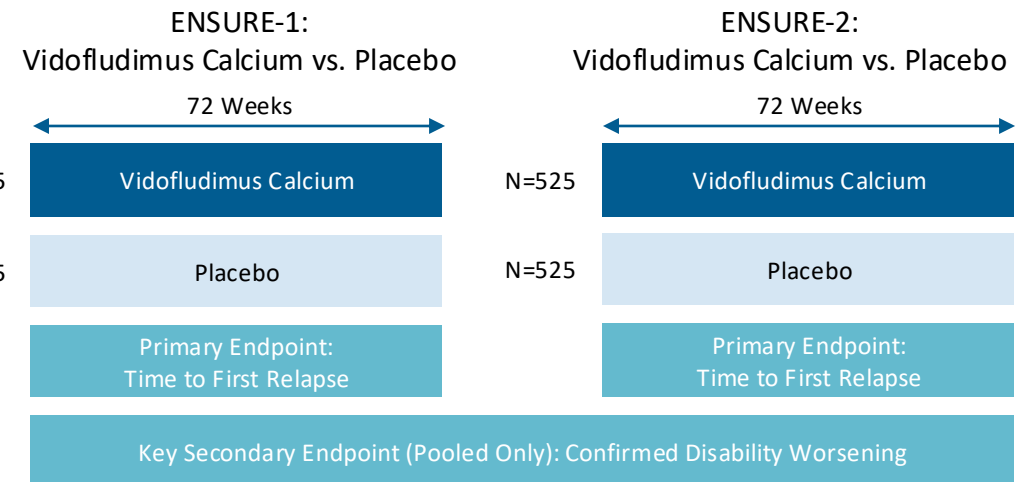 ENSURE-1:
Vidofludimus Calcium vs. Placebo
72 Weeks
5
Vidofludimus Calcium
5
Placebo
Primary Endpoint:
Time to First Relapse
ENSURE-2:
Vidofludimus Calcium vs. Placebo
72 Weeks
N=525
Vidofludimus Calcium
N=525
Placebo
Primary Endpoint:
Time to First Relapse
Key Secondary Endpoint (Pooled Only): Confirmed Disability Worsening